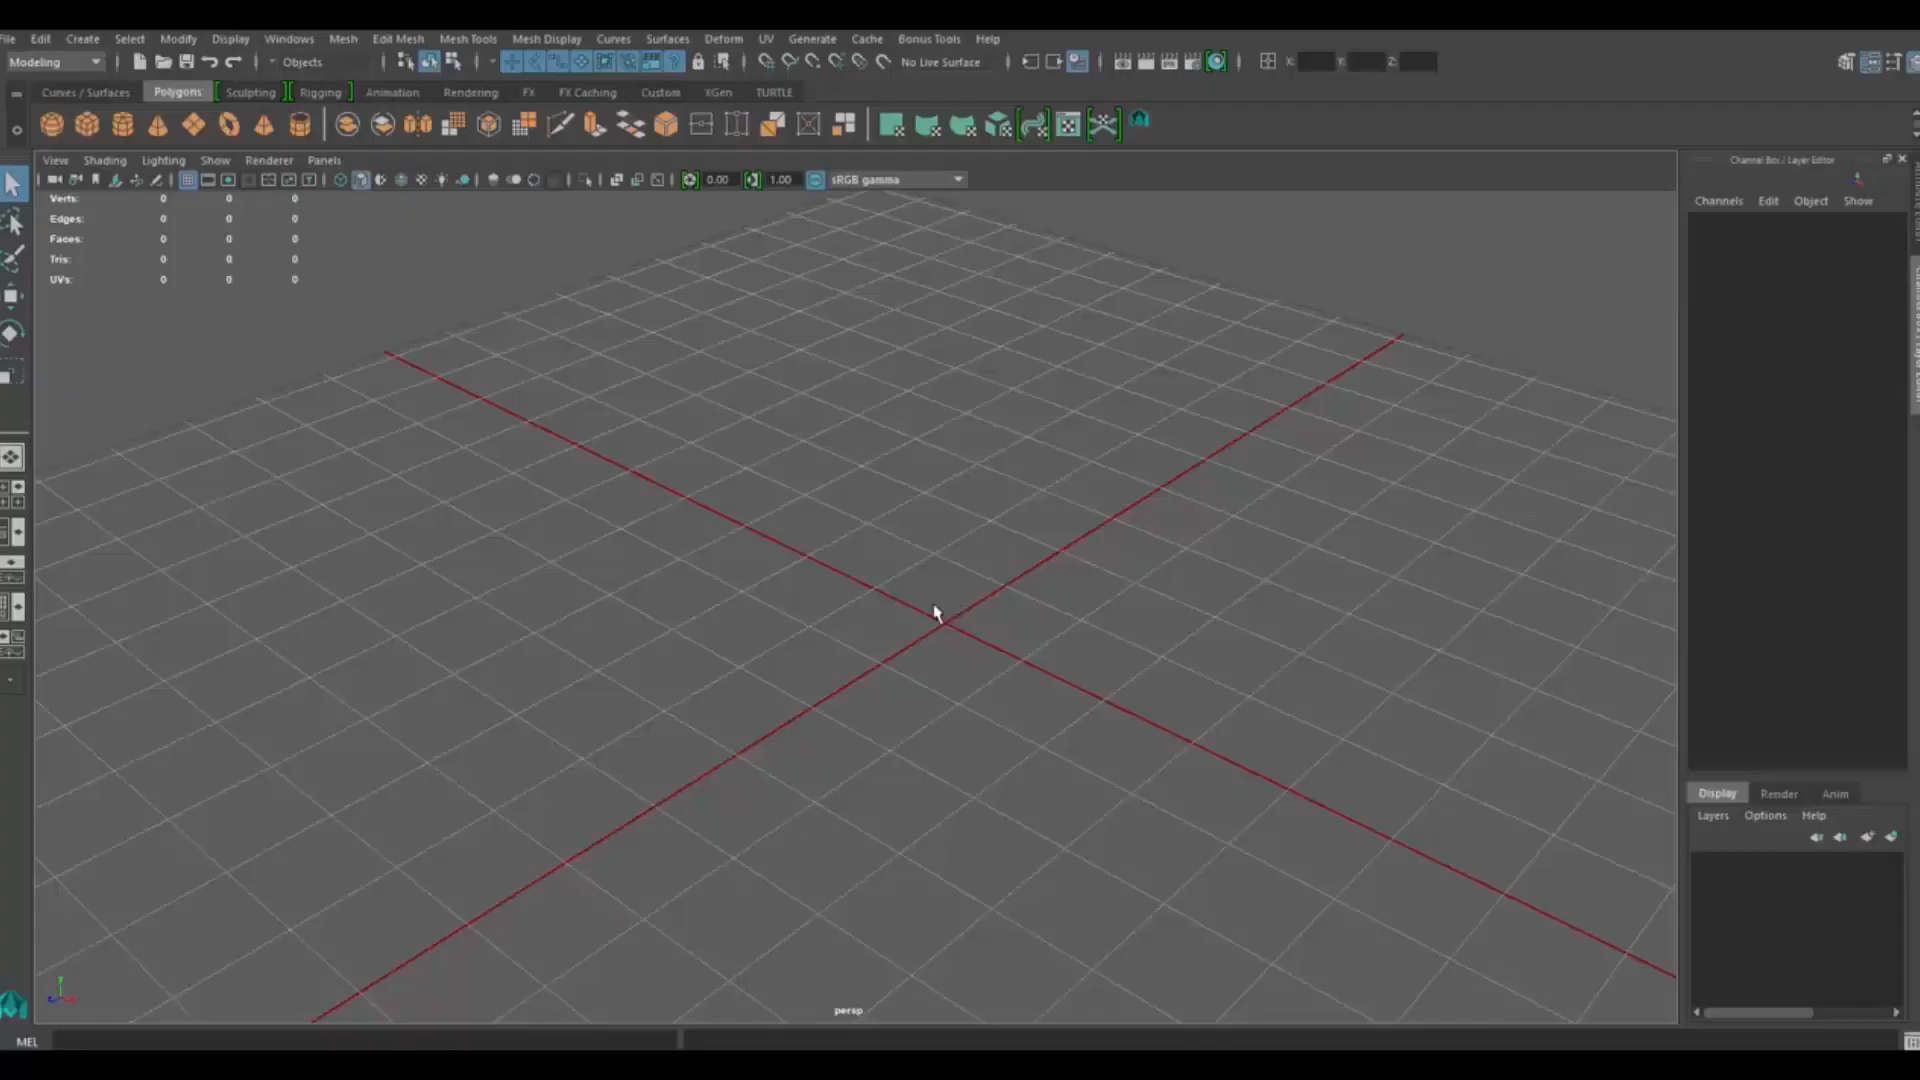 File Edit Create Select Modify Display Windows Mesh Edit Mesh Mesh Tools Mesh Display Curves Surfaces Deform UV Generate Cache Bonus Tools Help
Modeling Objects No Live Surface X: Y: Z:
Curves / Surfaces Polygons Sculpting Rigging Animation Rendering FX FX Caching Custom XGen TURTLE
View Shading Lighting Show Renderer Panels
Channel Box / Layer Editor
0.00 1.00 sRGB gamma
Verts: 0 0 0
Channels Edit Object Show
Edges: 0 0 0
Faces: 0 0 0
Tris: 0 0 0
UVs: 0 0 0
Display Render Anim
Layers Options Help
persp
MEL